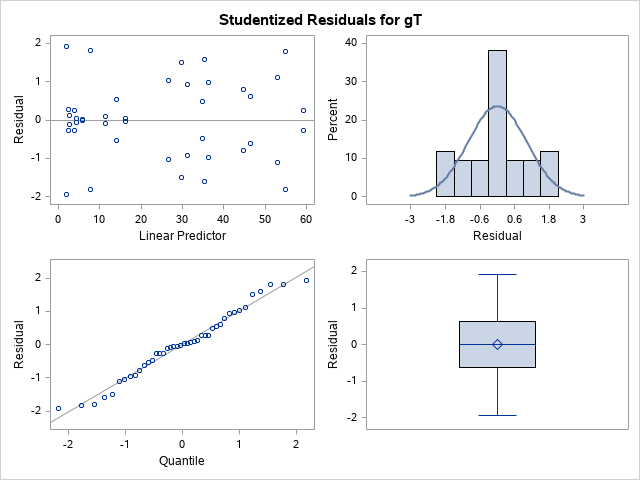 Studentized Residuals for gT
2
1
0
-1
-2
Residual
0 10 20 30 40 50 60
Linear Predictor
40
30
20
10
0
Percent
-3 -1.8 -0.6 0.6 1.8 3
Residual
2
1
0
-1
-2
Residual
-2 -1 0 1 2
Quantile
2
1
0
-1
-2
Residual